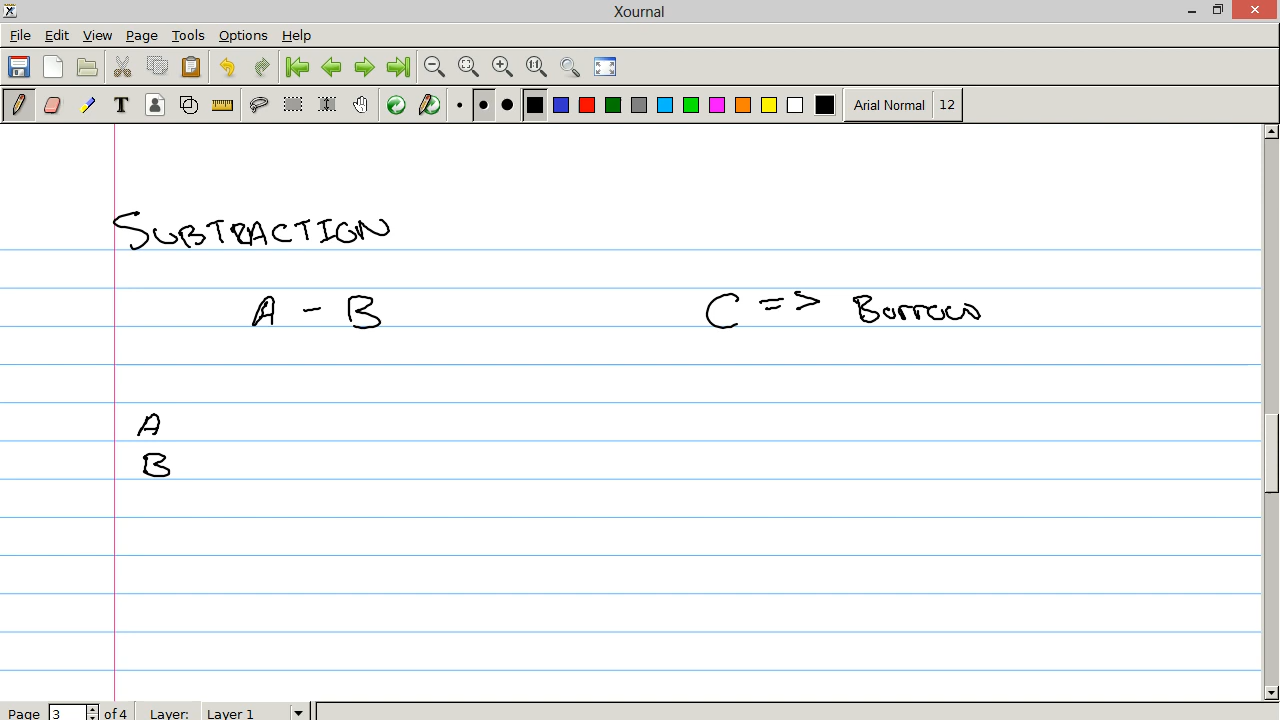 Xournal
File Edit View Page Tools Options Help
Arial Normal 12
SUBTRACTION
A - B C => Borrow
A
B
Page 3 of 4 Layer: Layer 1